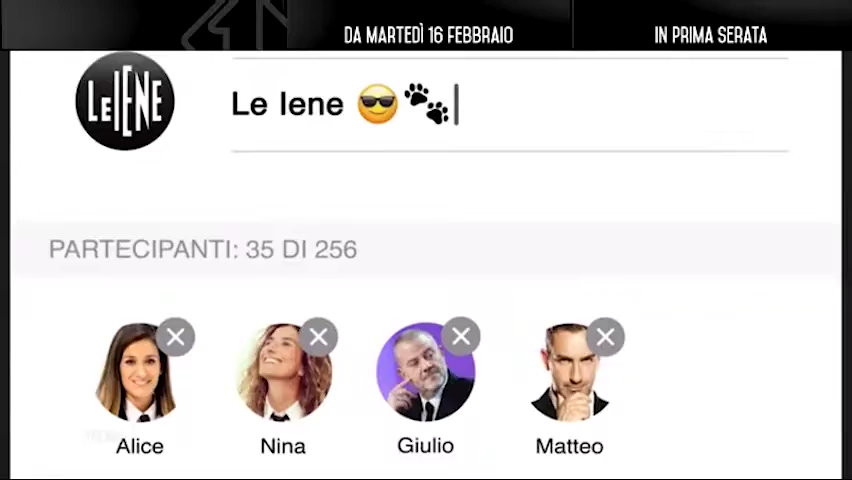 DA MARTEDÌ 16 FEBBRAIO
IN PRIMA SERATA
LE IENE
Le Iene 😎🐾
PARTECIPANTI: 35 DI 256
Alice
Nina
Giulio
Matteo